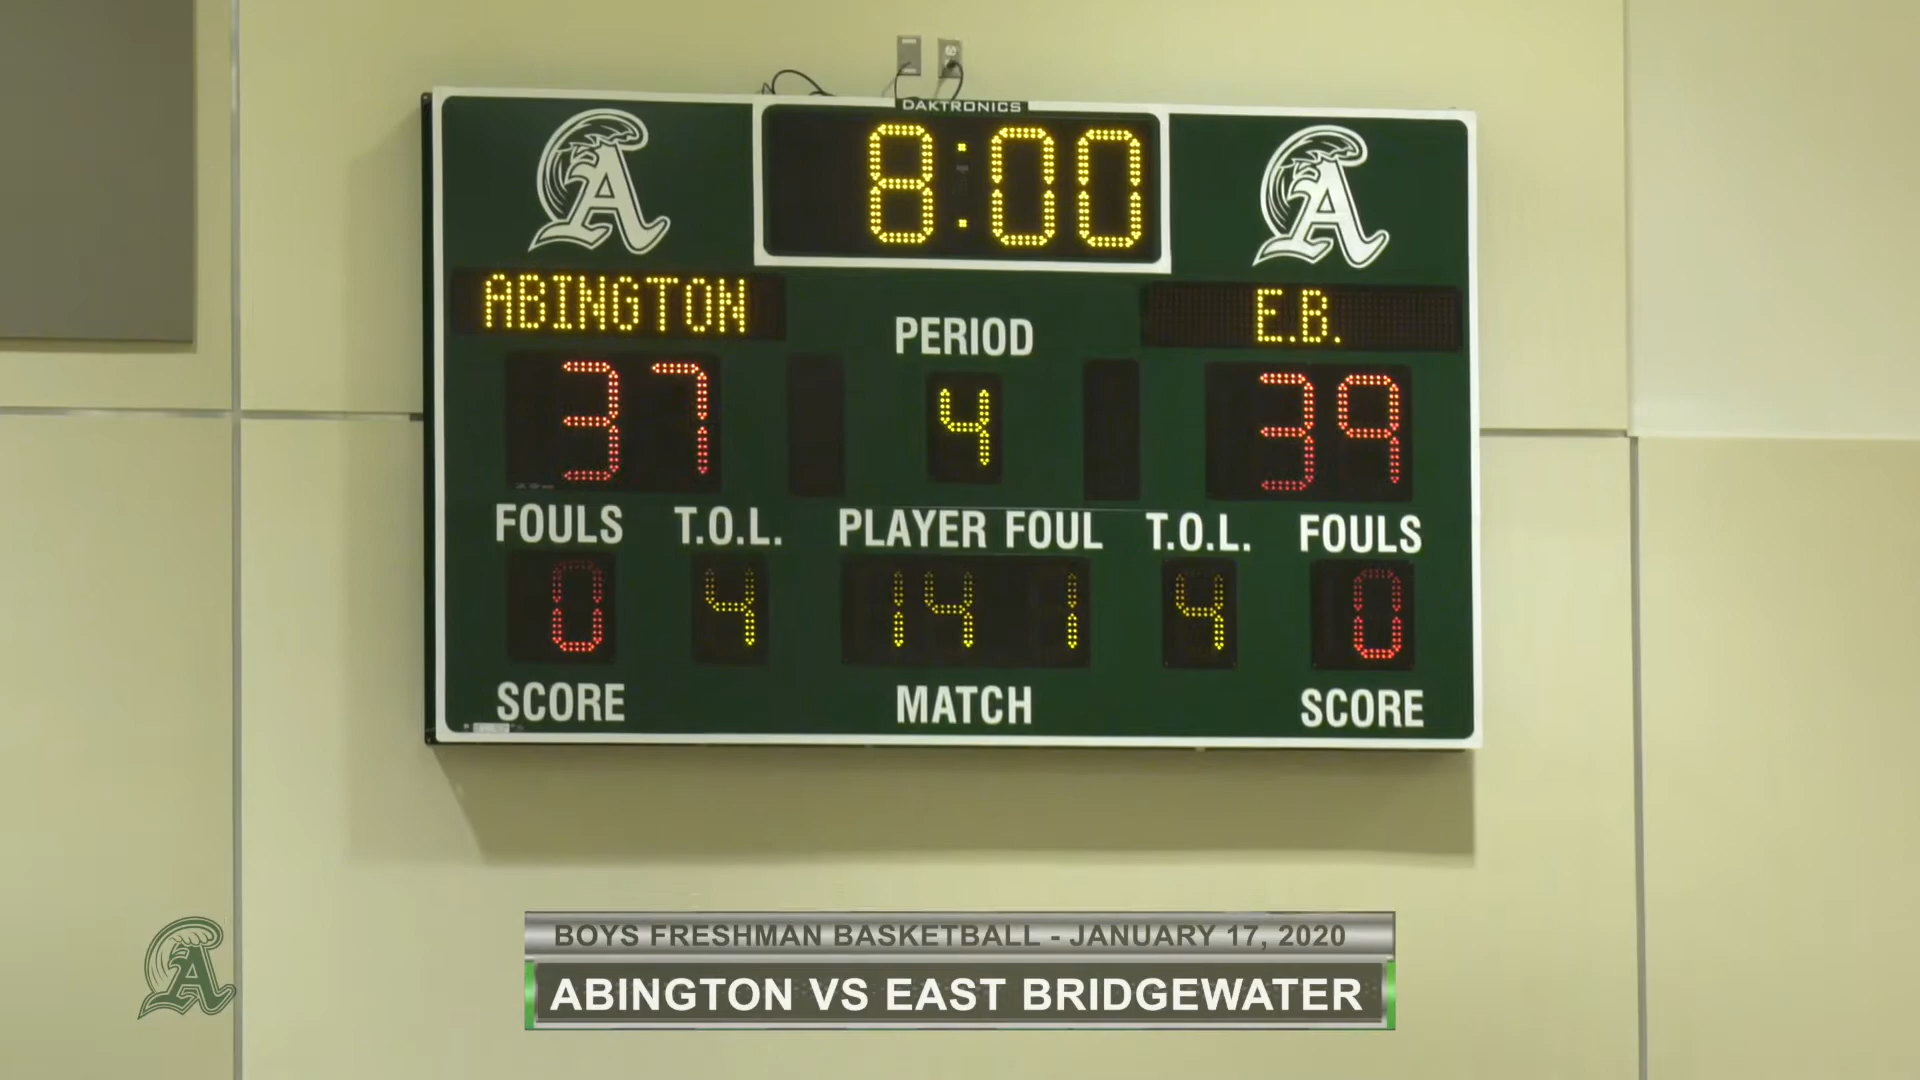 DAKTRONICS
A
8:00
A
ABINGTON
E.B.
PERIOD
37
4
39
FOULS T.O.L. PLAYER FOUL T.O.L. FOULS
0 4 14 1 4 0
SCORE MATCH SCORE
A
BOYS FRESHMAN BASKETBALL - JANUARY 17, 2020
ABINGTON VS EAST BRIDGEWATER